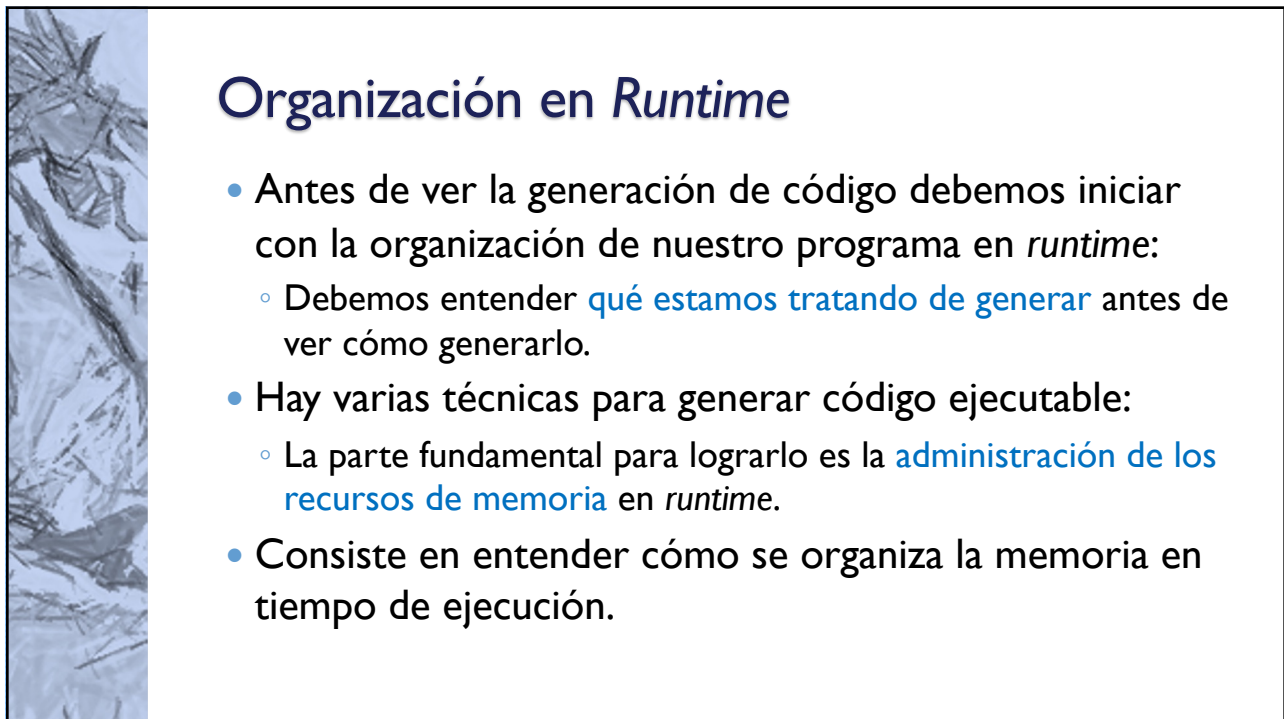 Organización en Runtime
• Antes de ver la generación de código debemos iniciar
con la organización de nuestro programa en runtime:
◦ Debemos entender qué estamos tratando de generar antes de
ver cómo generarlo.
• Hay varias técnicas para generar código ejecutable:
◦ La parte fundamental para lograrlo es la administración de los
recursos de memoria en runtime.
• Consiste en entender cómo se organiza la memoria en
tiempo de ejecución.